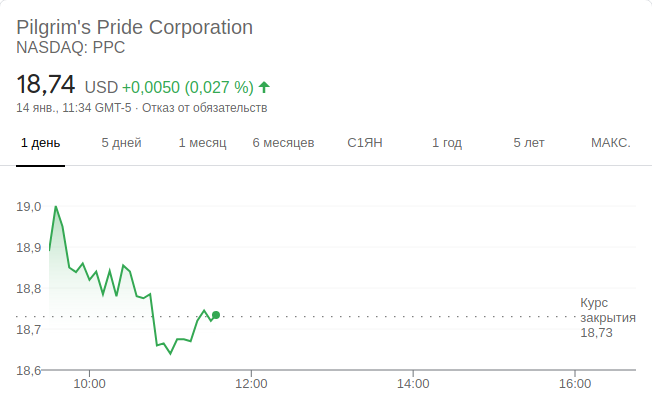 Pilgrim's Pride Corporation
NASDAQ: PPC
18,74 USD +0,0050 (0,027 %)
14 янв., 11:34 GMT-5 · Отказ от обязательств
1 день 5 дней 1 месяц 6 месяцев С1ЯН 1 год 5 лет МАКС.
19,0
18,9
18,8
18,7
18,6
Курс
закрытия
18,73
10:00 12:00 14:00 16:00